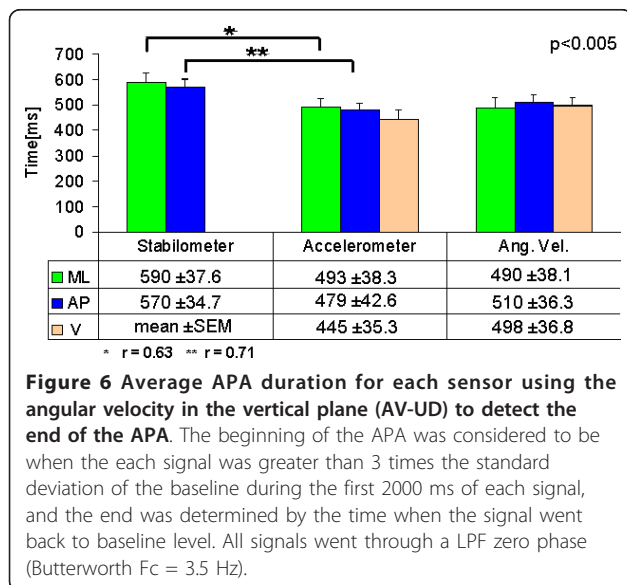 * p<0.005
**
700
600
500
400
300
200
100
0
Time[ms]
Stabilometer Accelerometer Ang. Vel.
ML 590 ±37.6 493 ±38.3 490 ±38.1
AP 570 ±34.7 479 ±42.6 510 ±36.3
V mean ±SEM 445 ±35.3 498 ±36.8
* r = 0.63 ** r = 0.71
Figure 6 Average APA duration for each sensor using the
angular velocity in the vertical plane (AV-UD) to detect the
end of the APA. The beginning of the APA was considered to be
when the each signal was greater than 3 times the standard
deviation of the baseline during the first 2000 ms of each signal,
and the end was determined by the time when the signal went
back to baseline level. All signals went through a LPF zero phase
(Butterworth Fc = 3.5 Hz).